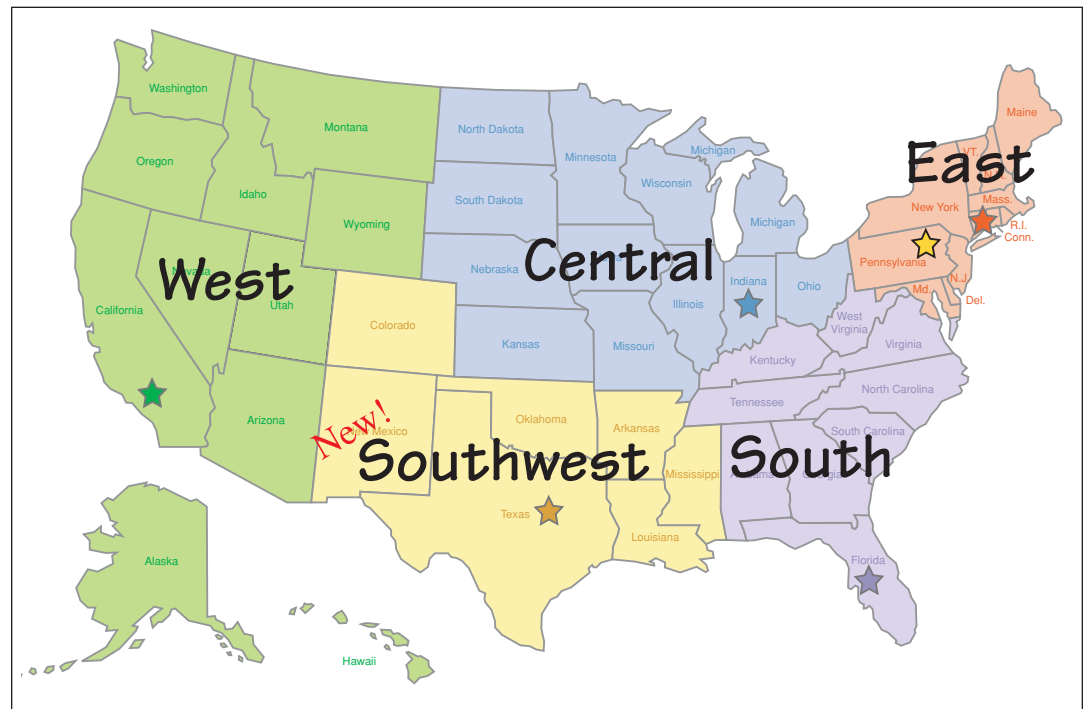 Washington
Montana
North Dakota
Minnesota
Michigan
Maine
VT.
N.H.
East
Oregon
Idaho
South Dakota
Wisconsin
Mass.
New York
R.I.
Conn.
Wyoming
Michigan
Nevada
West
Nebraska
Central
Pennsylvania
N.J.
Md.
Del.
California
Utah
Illinois
Indiana
Ohio
West
Virginia
Colorado
Kansas
Missouri
Kentucky
Virginia
Arizona
New!
New Mexico
Oklahoma
Arkansas
Tennessee
North Carolina
South Carolina
Southwest
Mississippi
South
Alabama
Georgia
Texas
Louisiana
Florida
Alaska
Hawaii